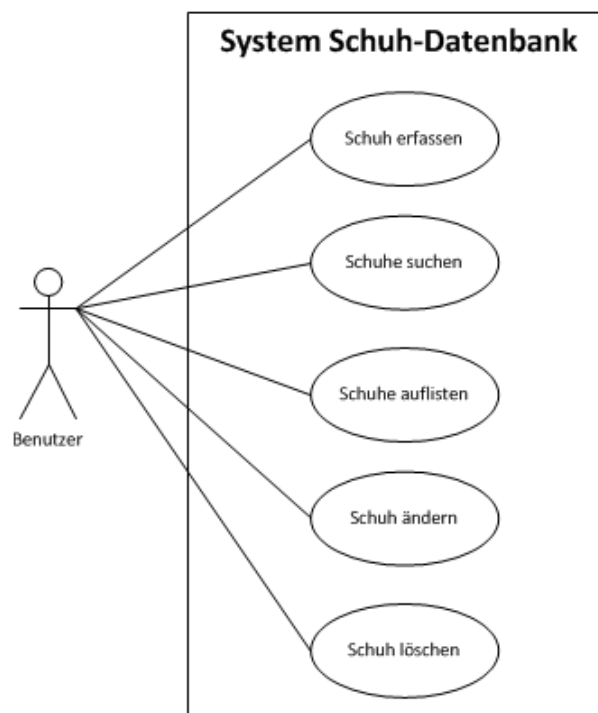 System Schuh-Datenbank
Schuh erfassen
Schuhe suchen
Schuhe auflisten
Benutzer
Schuh ändern
Schuh löschen